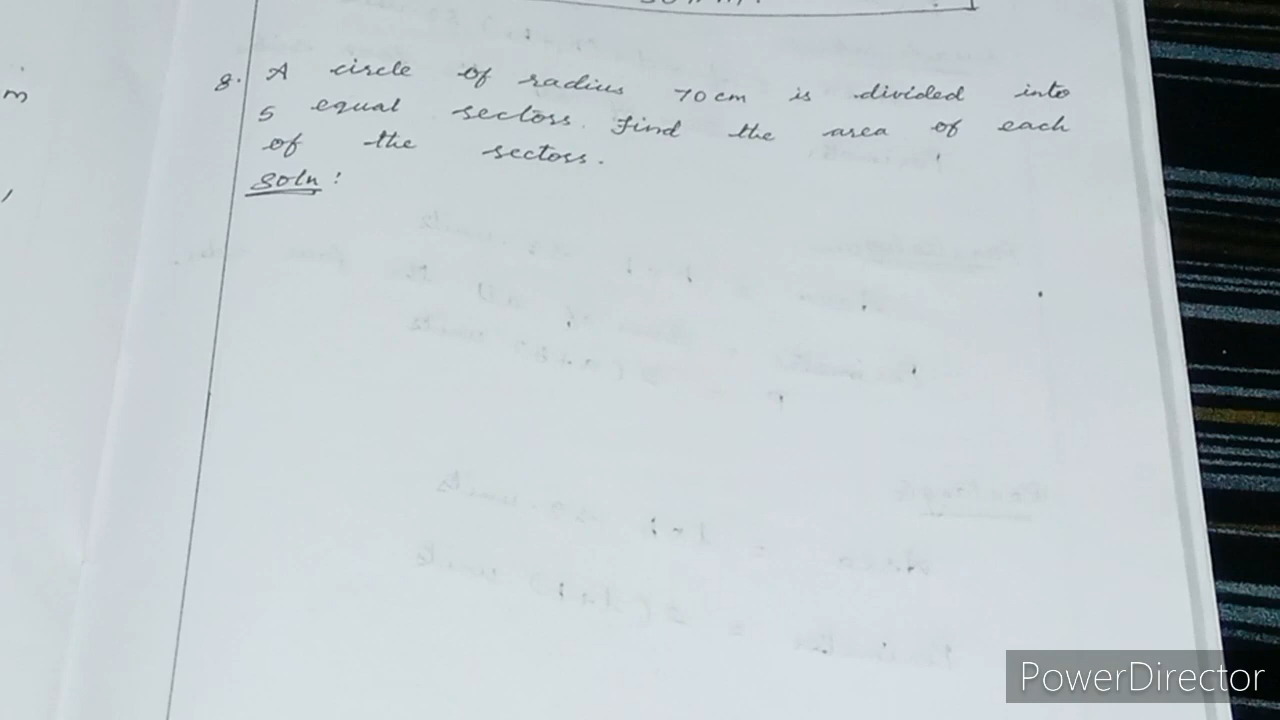 8. A circle of radius 70 cm is divided into
5 equal sectors. Find the area of each
of the sectors.
Soln :
m
PowerDirector